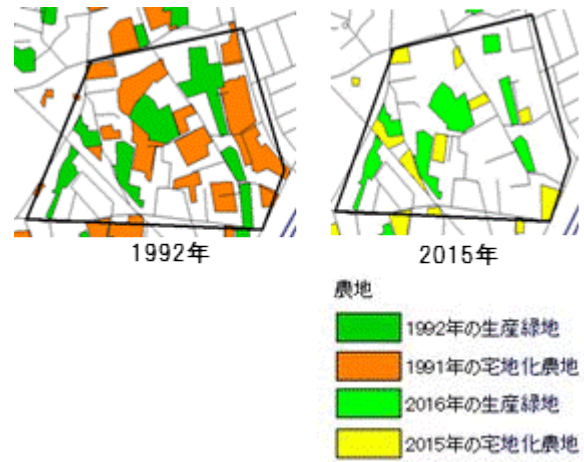 1992年
2015年
農地
1992年の生産緑地
1991年の宅地化農地
2016年の生産緑地
2015年の宅地化農地